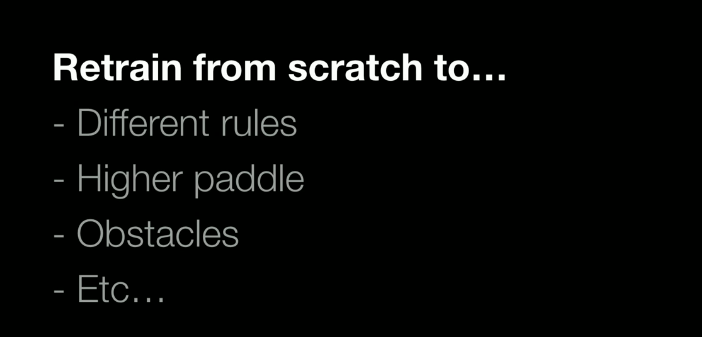 Retrain from scratch to…
- Different rules
- Higher paddle
- Obstacles
- Etc…